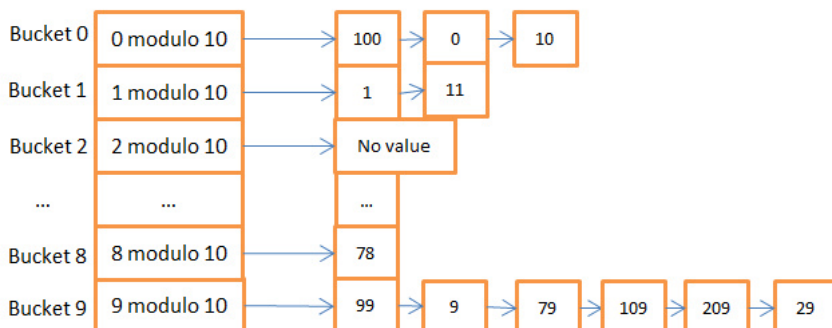 Bucket 0 0 modulo 10 100 0 10
Bucket 1 1 modulo 10 1 11
Bucket 2 2 modulo 10 No value
... ... ...
Bucket 8 8 modulo 10 78
Bucket 9 9 modulo 10 99 9 79 109 209 29